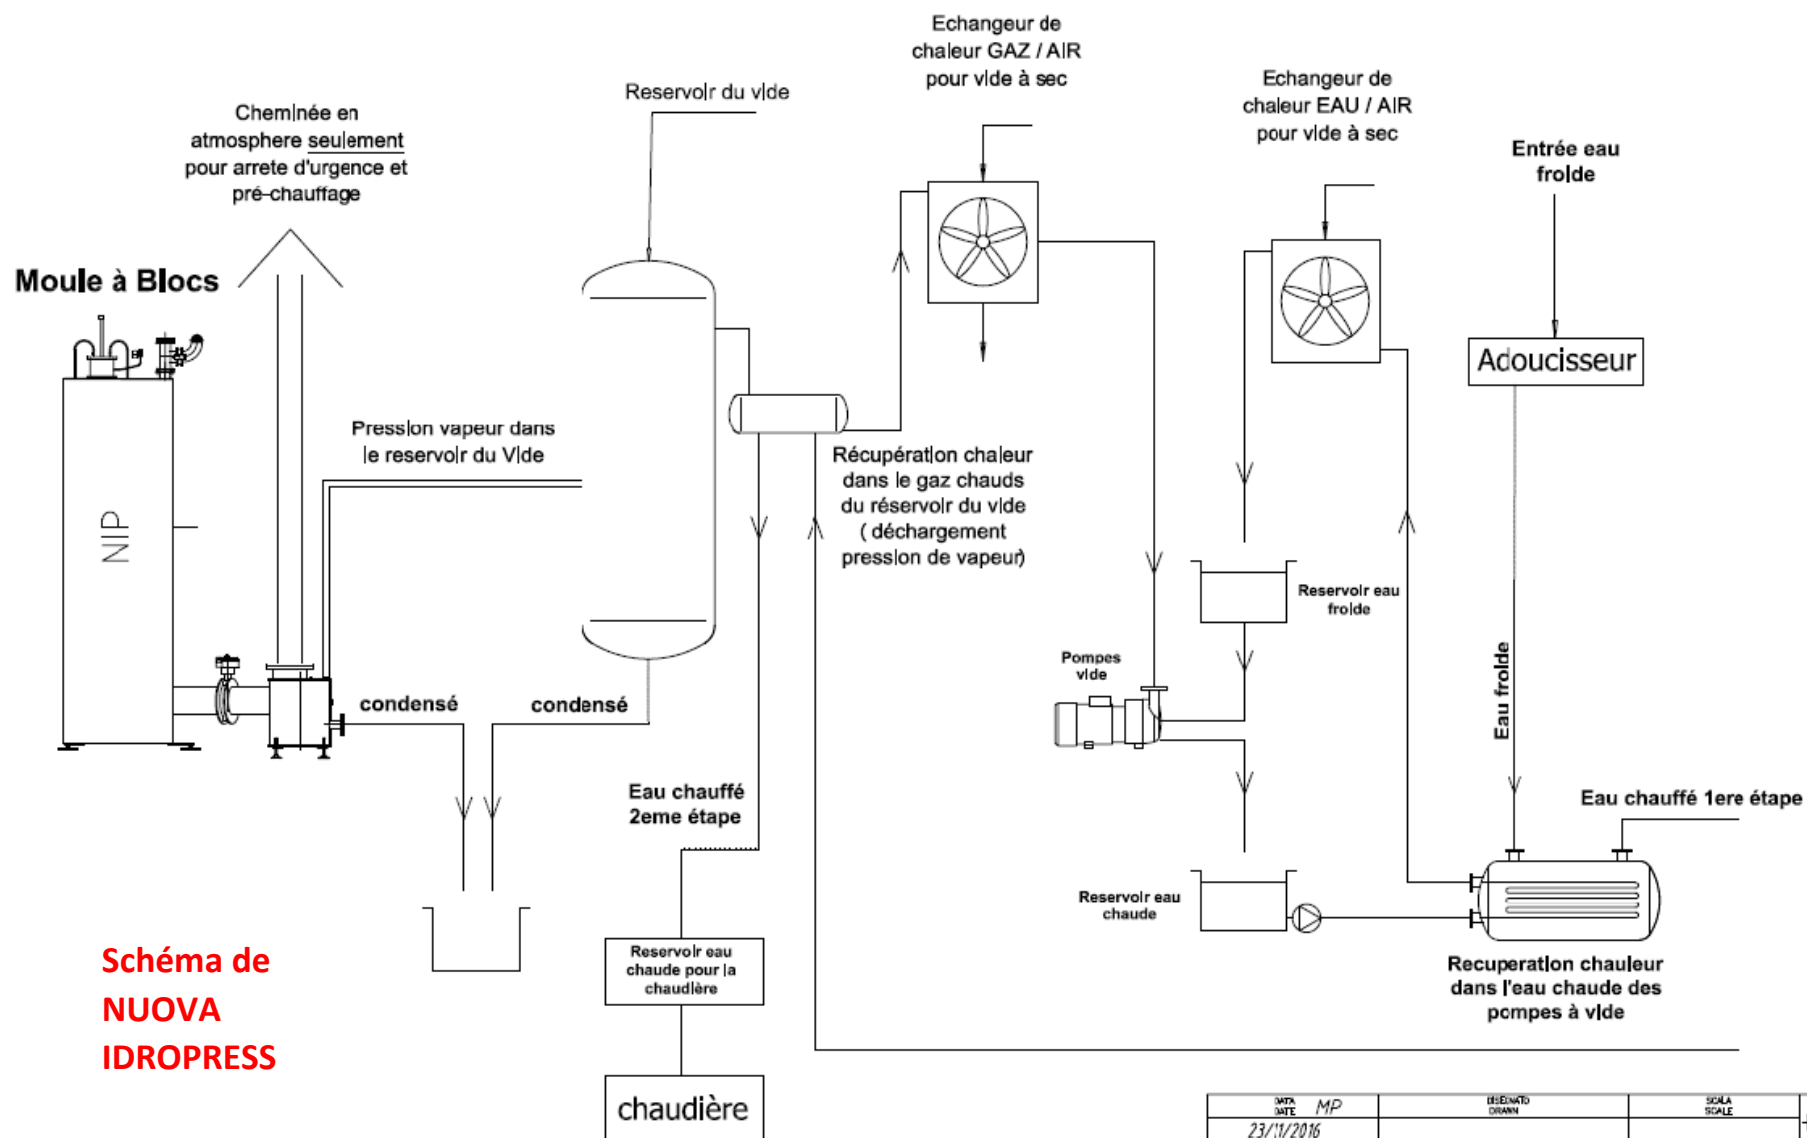 Echangeur de
chaleur GAZ / AIR
pour vide à sec
Echangeur de
chaleur EAU / AIR
pour vide à sec
Reservoir du vide
Cheminée en
atmosphere seulement
pour arrete d'urgence et
pré-chauffage
Entrée eau
froide
Moule à Blocs
Adoucisseur
Pression vapeur dans
le reservoir du Vide
Récupération chaleur
dans le gaz chauds
du réservoir du vide
( déchargement
pression de vapeur)
NIP
Reservoir eau
froide
Pompes
vide
Eau froide
condensé
condensé
Eau chauffé
2eme étape
Eau chauffé 1ere étape
Reservoir eau
chaude
Schéma de
NUOVA
IDROPRESS
Reservoir eau
chaude pour la
chaudière
Recuperation chauleur
dans l'eau chaude des
pompes à vide
chaudière
DATA
DATE MP
DISEGNATO
DRAWN
SCALA
SCALE
23/11/2016